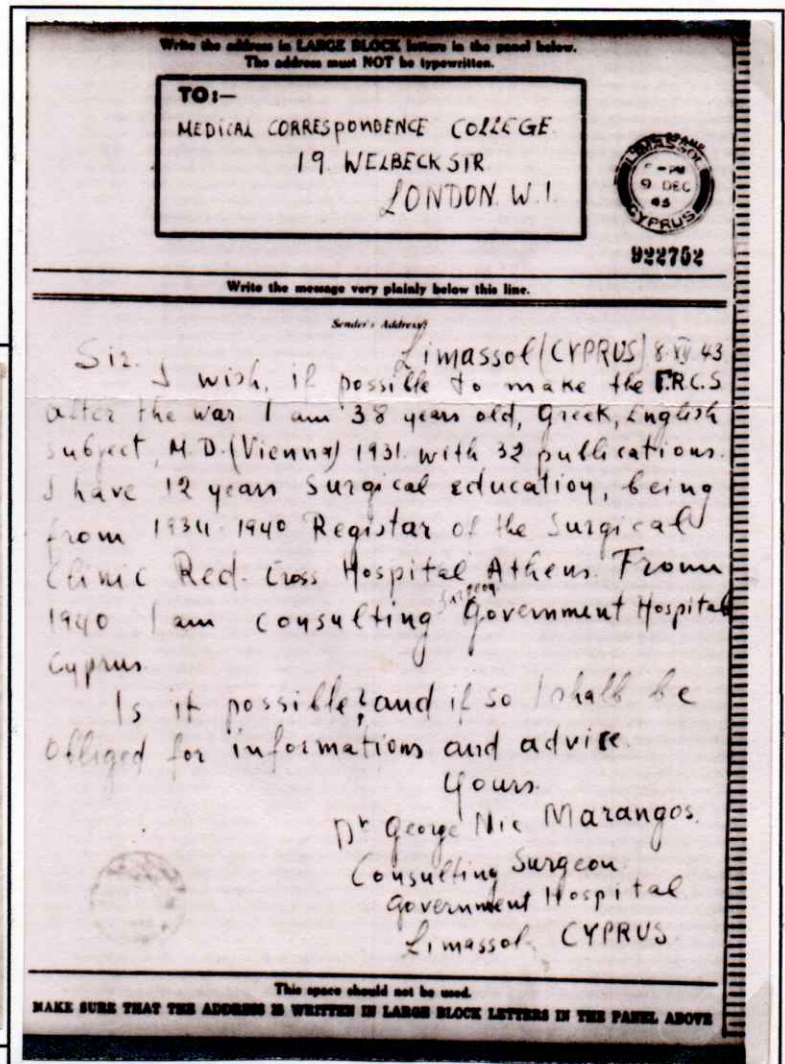 Write the address in LARGE BLOCK letters in the panel below.
The address must NOT be typewritten.
TO:—
MEDICAL CORRESPONDENCE COLLEGE
19. WELBECK STR
LONDON. W.1.
LIMASSOL
9 DEC
CYPRUS
922752
Write the message very plainly below this line.
Sender's Address:
Limassol (CYPRUS) 8 XII 43
Sir.
I wish, if possible to make the F.R.C.S
after the war. I am 38 years old, Greek, English
subject, M.D. (Vienna) 1931. with 32 publications.
I have 12 years Surgical education, being
from 1934-1940 Registar of the Surgical
Clinic Red-Cross Hospital Athens. From
1940 I am consulting surgeon Government Hospital
Cyprus.
Is it possible? and if so I shall be
obliged for informations and advice.
Yours.
Dr George Nic Marangos.
Consulting Surgeon
Government Hospital
Limassol CYPRUS.
This space should not be used.
MAKE SURE THAT THE ADDRESS IS WRITTEN IN LARGE BLOCK LETTERS IN THE PANEL ABOVE